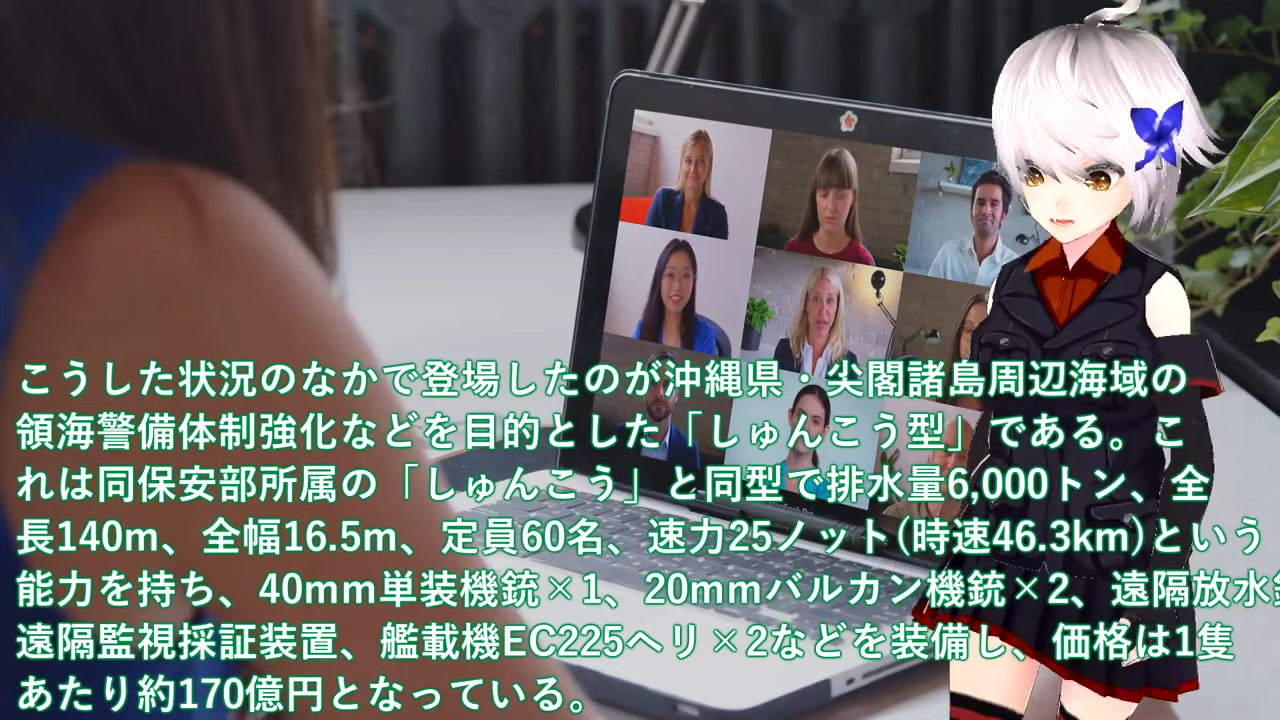 こうした状況のなかで登場したのが沖縄県・尖閣諸島周辺海域の
領海警備体制強化などを目的とした「しゅんこう型」である。こ
れは同保安部所属の「しゅんこう」と同型で排水量6,000トン、全
長140m、全幅16.5m、定員60名、速力25ノット(時速46.3km)という
能力を持ち、40mm単装機銃×1、20mmバルカン機銃×2、遠隔放水
遠隔監視採証装置、艦載機EC225ヘリ×2などを装備し、価格は1隻
あたり約170億円となっている。